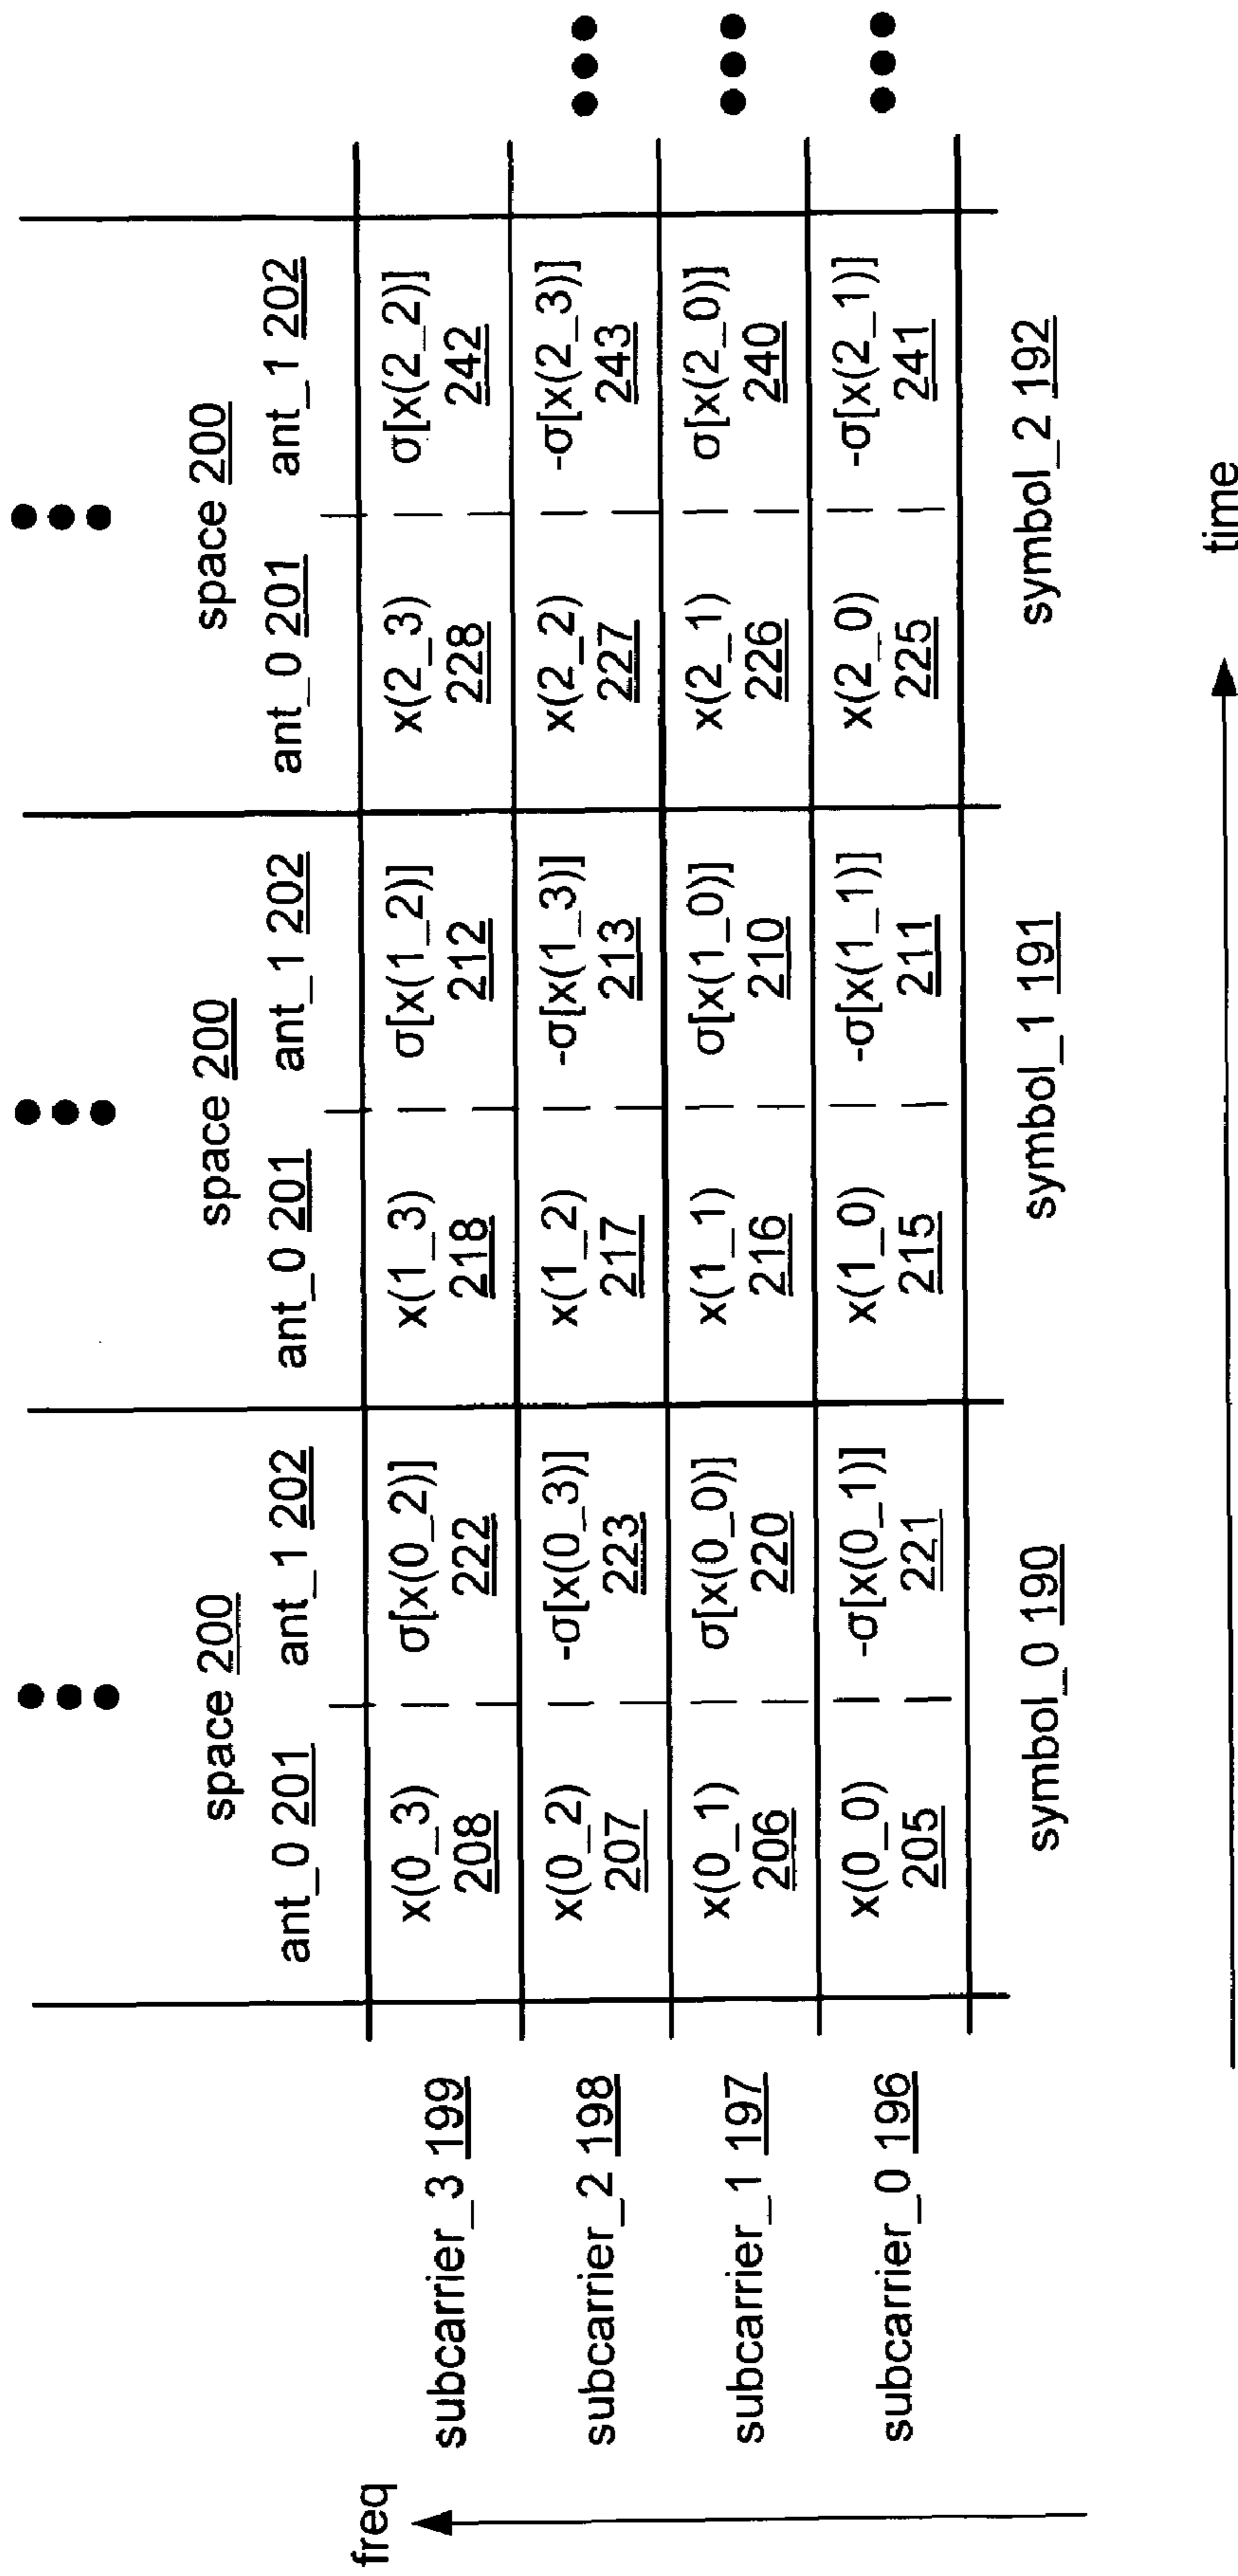 freq
space 200 space 200 space 200
ant_0 201 ant_1 202 ant_0 201 ant_1 202 ant_0 201 ant_1 202
subcarrier_3 199 x(0_3) σ[x(0_2)] x(1_3) σ[x(1_2)] x(2_3) σ[x(2_2)]
208 222 218 212 228 242
subcarrier_2 198 x(0_2) -σ[x(0_3)] x(1_2) -σ[x(1_3)] x(2_2) -σ[x(2_3)]
207 223 217 213 227 243
subcarrier_1 197 x(0_1) σ[x(0_0)] x(1_1) σ[x(1_0)] x(2_1) σ[x(2_0)]
206 220 216 210 226 240
subcarrier_0 196 x(0_0) -σ[x(0_1)] x(1_0) -σ[x(1_1)] x(2_0) -σ[x(2_1)]
205 221 215 211 225 241
symbol_0 190 symbol_1 191 symbol_2 192
time